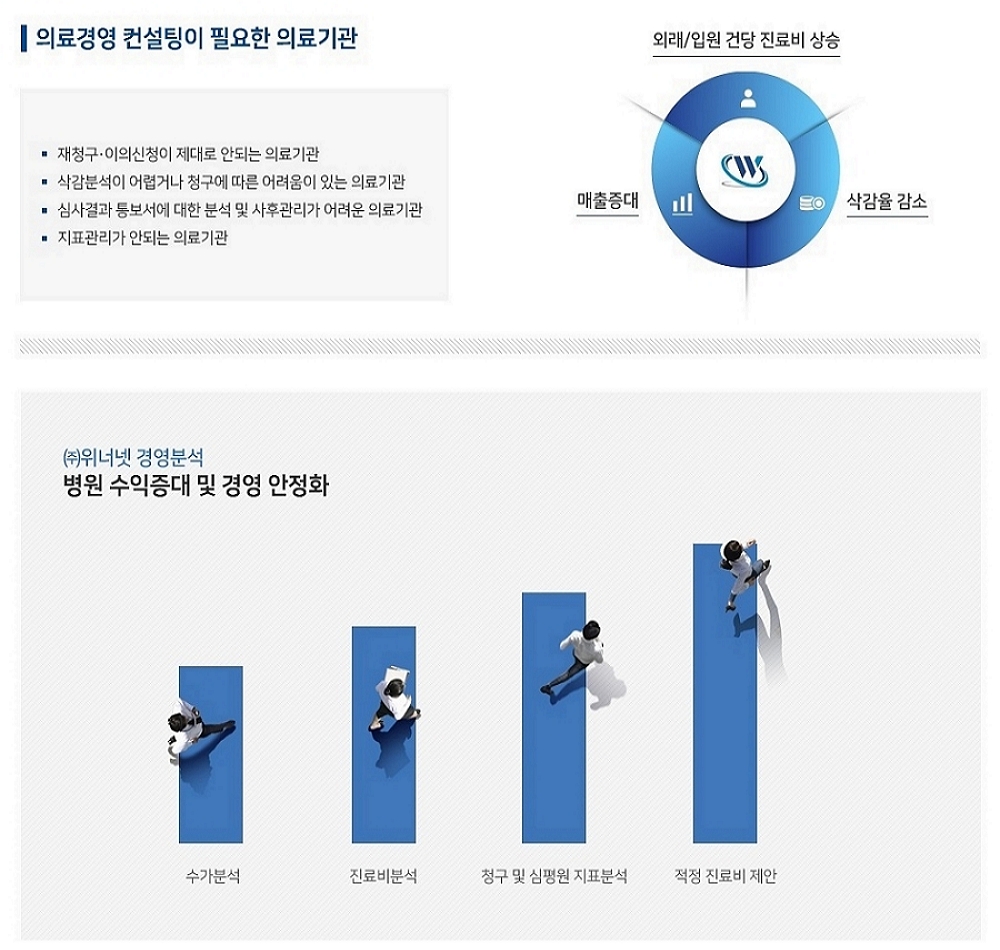 의료경영 컨설팅이 필요한 의료기관
재청구·이의신청이 제대로 안되는 의료기관
삭감분석이 어렵거나 청구에 따른 어려움이 있는 의료기관
심사결과 통보서에 대한 분석 및 사후관리가 어려운 의료기관
지표관리가 안되는 의료기관
외래/입원 건당 진료비 상승
W
매출증대
삭감율 감소
㈜위너넷 경영분석
병원 수익증대 및 경영 안정화
수가분석
진료비분석
청구 및 심평원 지표분석
적정 진료비 제안